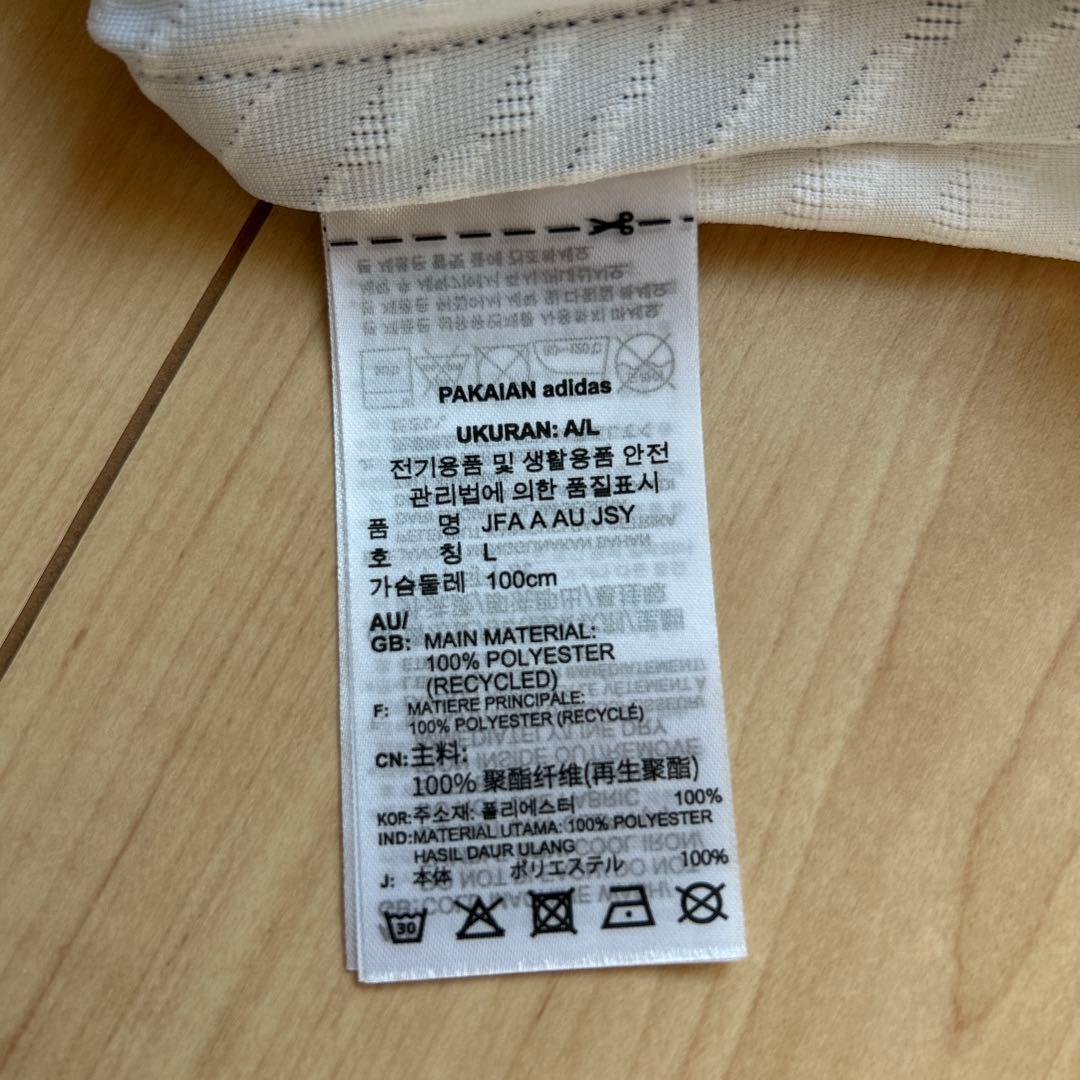 PAKAIAN adidas
UKURAN: A/L
전기용품 및 생활용품 안전
관리법에 의한 품질표시
품 명 JFA A AU JSY
호 칭 L
가슴둘레 100cm
AU/
GB: MAIN MATERIAL:
100% POLYESTER
(RECYCLED)
F: MATIERE PRINCIPALE:
100% POLYESTER (RECYCLÉ)
CN:主料:
100% 聚酯纤维(再生聚酯)
KOR:주소재: 폴리에스터 100%
IND:MATERIAL UTAMA: 100% POLYESTER
HASIL DAUR ULANG
J: 本体 ポリエステル 100%
30